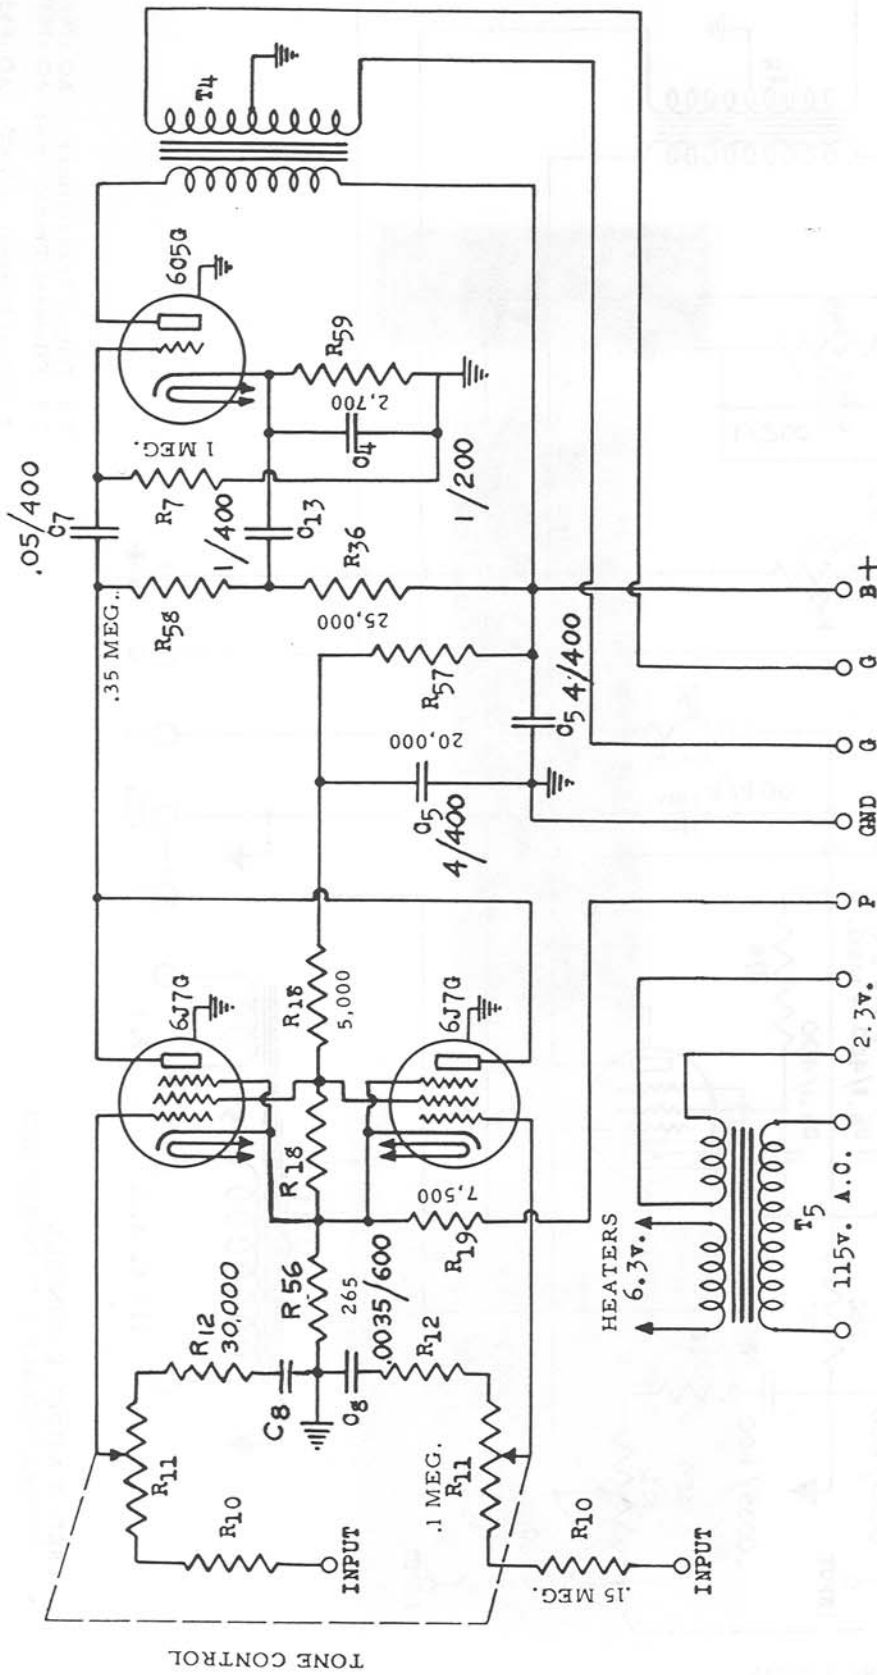 T4
6C5G
R59
2,700
C4
1 MEG.
R7
1/200
.05/400
C7
1/400
C13
R58
.35 MEG.
R36
25,000
R57
20,000
C5 4/400
C5
4/400
B+
G
G
GND
P
2.3v.
115v. A.C.
T5
HEATERS
6.3v.
6J7G
6J7G
R18
5,000
R18
7,500
R19
R56
265
.0035/600
R12
30,000
C8
C8
R12
R11
.1 MEG.
R11
R10
R10
.15 MEG.
INPUT
INPUT
TONE CONTROL